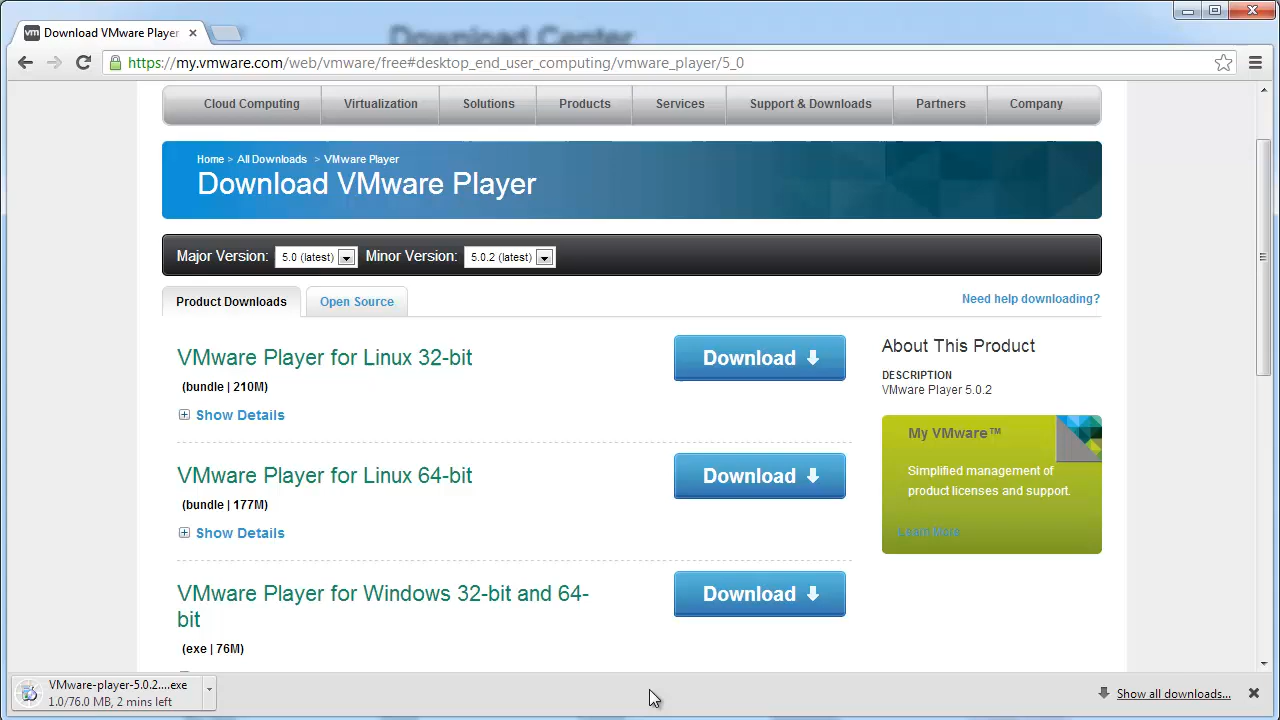 Download Center
vm Download VMware Player
https://my.vmware.com/web/vmware/free#desktop_end_user_computing/vmware_player/5_0
Cloud Computing
Virtualization
Solutions
Products
Services
Support & Downloads
Partners
Company
Home > All Downloads > VMware Player
Download VMware Player
Major Version: 5.0 (latest) Minor Version: 5.0.2 (latest)
Product Downloads
Open Source
Need help downloading?
VMware Player for Linux 32-bit
(bundle | 210M)
Show Details
Download
VMware Player for Linux 64-bit
(bundle | 177M)
Show Details
Download
VMware Player for Windows 32-bit and 64-
bit
(exe | 76M)
Download
About This Product
DESCRIPTION
VMware Player 5.0.2
My VMware™
Simplified management of
product licenses and support.
Learn More
VMware-player-5.0.2....exe
1.0/76.0 MB, 2 mins left
Show all downloads...